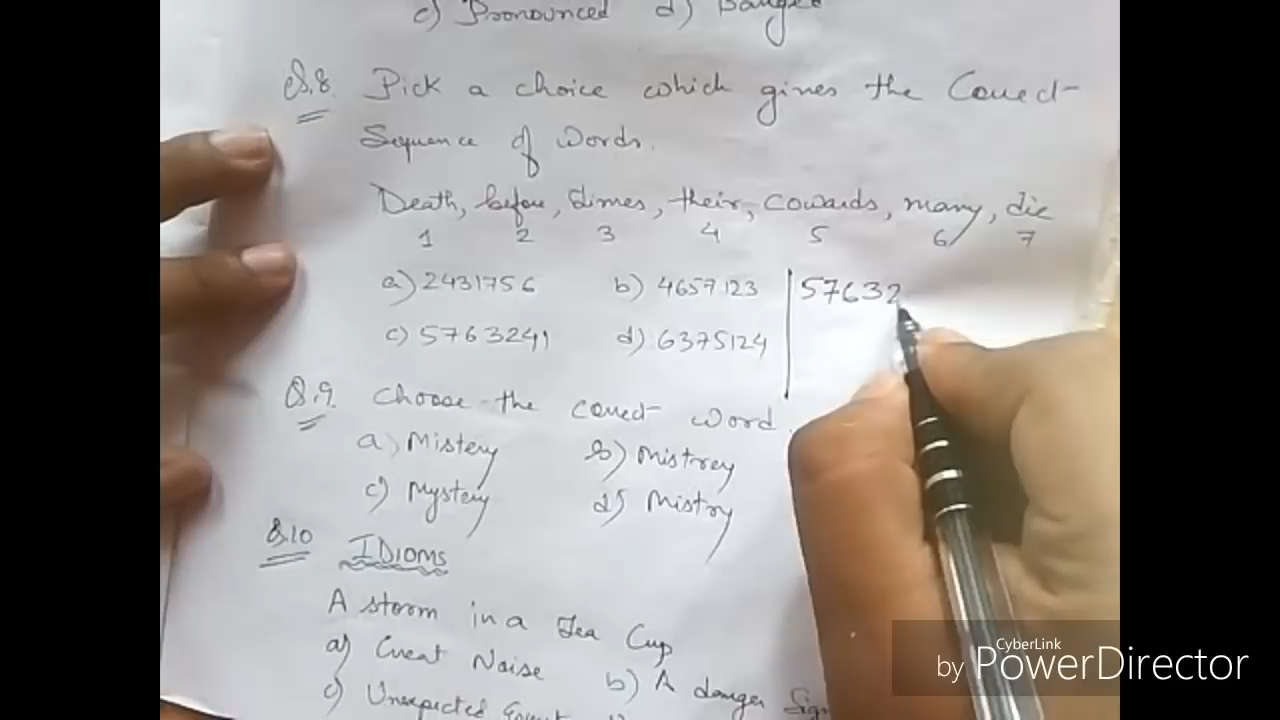 c) Pronounced d)
Q.8. Pick a choice which gives the Correct
Sequence of Words.
Death, before, times, their, cowards, many, die
1 2 3 4 5 6 7
a) 2431756 b) 4657123 57632
c) 5763241 d) 6375124
Q.9. Choose the correct word.
a) Mistery b) Mistrey
c) Mystery d) Mistry
Q.10 IDIOMS
A storm in a Tea Cup
a) Great Noise b) A danger
c) Unexpected
CyberLink
by PowerDirector